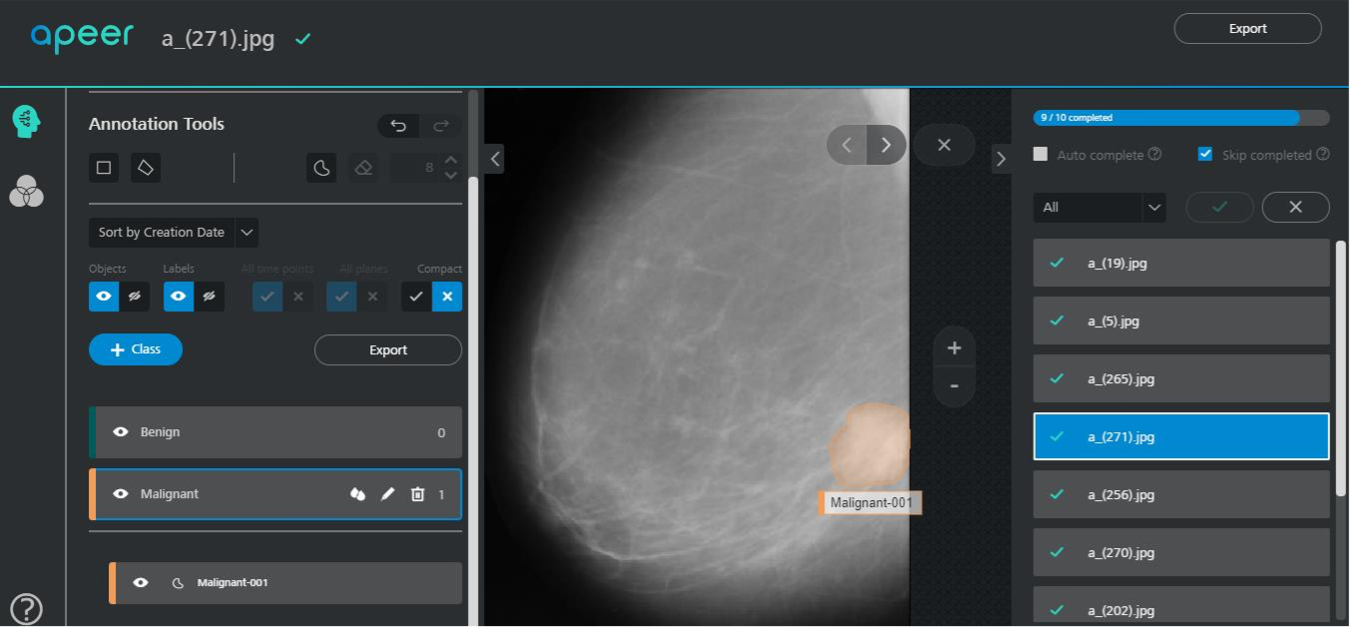 apeer a_(271).jpg Export
Annotation Tools
8
Sort by Creation Date
Objects Labels All time points All planes Compact
+ Class Export
Benign 0
Malignant 1
Malignant-001
Malignant-001
+
-
9 / 10 completed
Auto complete ? Skip completed ?
All
a_(19).jpg
a_(5).jpg
a_(265).jpg
a_(271).jpg
a_(256).jpg
a_(270).jpg
a_(202).jpg
?